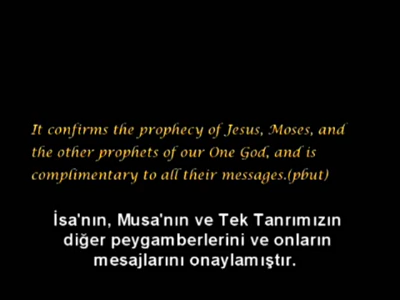 It confirms the prophecy of Jesus, Moses, and
the other prophets of our One God, and is
complimentary to all their messages.(pbut)
İsa'nın, Musa'nın ve Tek Tanrımızın
diğer peygamberlerini ve onların
mesajlarını onaylamıştır.